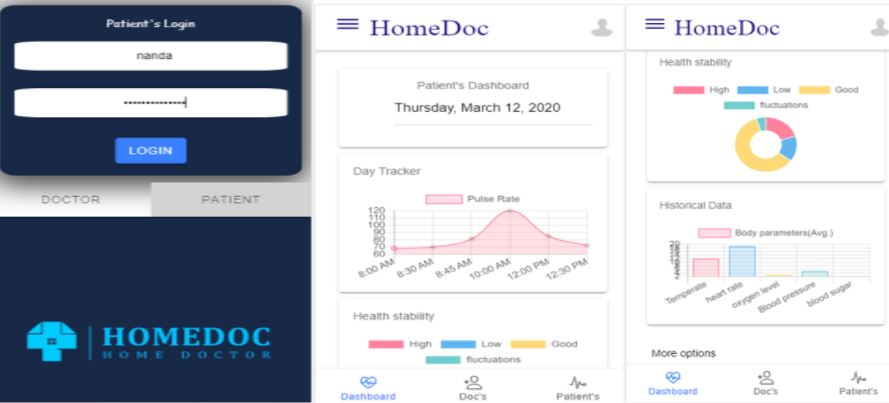 Patient's Login
nanda
LOGIN
DOCTOR
PATIENT
HOMEDOC
HOME DOCTOR
HomeDoc
Patient's Dashboard
Thursday, March 12, 2020
Day Tracker
Pulse Rate
120
110
100
90
80
70
60
8:00 AM
8:30 AM
8:45 AM
10:00 AM
12:00 PM
12:30 PM
Health stability
High
Low
Good
fluctuations
Dashboard
Doc's
Patient's
HomeDoc
Health stability
High
Low
Good
fluctuations
Historical Data
Body parameters(Avg.)
Temperate
heart rate
oxygen level
Blood pressure
blood sugar
More options
Dashboard
Doc's
Patient's